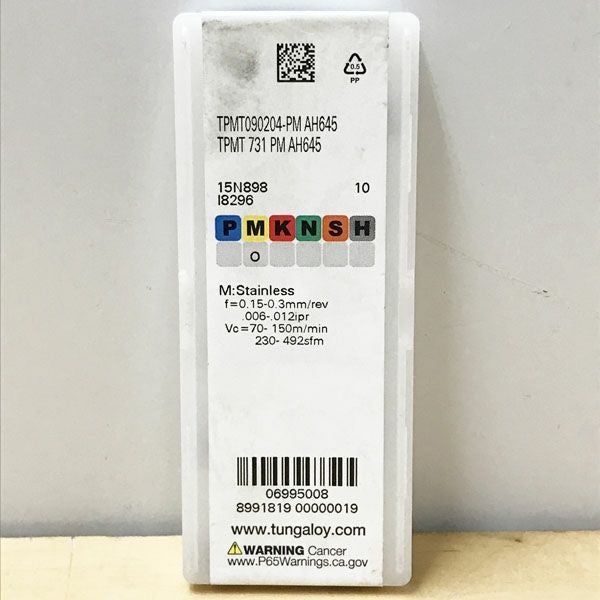 0.5
PP
TPMT090204-PM AH645
TPMT 731 PM AH645
15N898 10
I8296
P M K N S H
O
M:Stainless
f=0.15-0.3mm/rev
.006-.012ipr
Vc=70- 150m/min
230- 492sfm
06995008
8991819 00000019
www.tungaloy.com
WARNING Cancer
www.P65Warnings.ca.gov